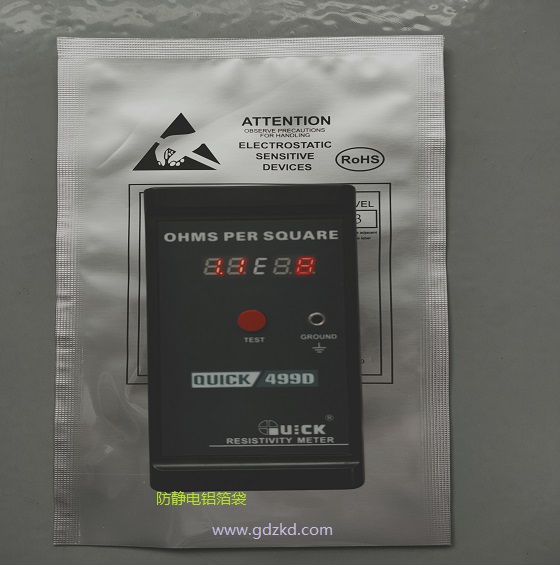 ATTENTION
OBSERVE PRECAUTIONS
FOR HANDLING
ELECTROSTATIC
SENSITIVE
DEVICES
RoHS
OHMS PER SQUARE
E
TEST
GROUND
QUICK 499D
QUICK ®
RESISTIVITY METER
防静电铝箔袋
www.gdzkd.com